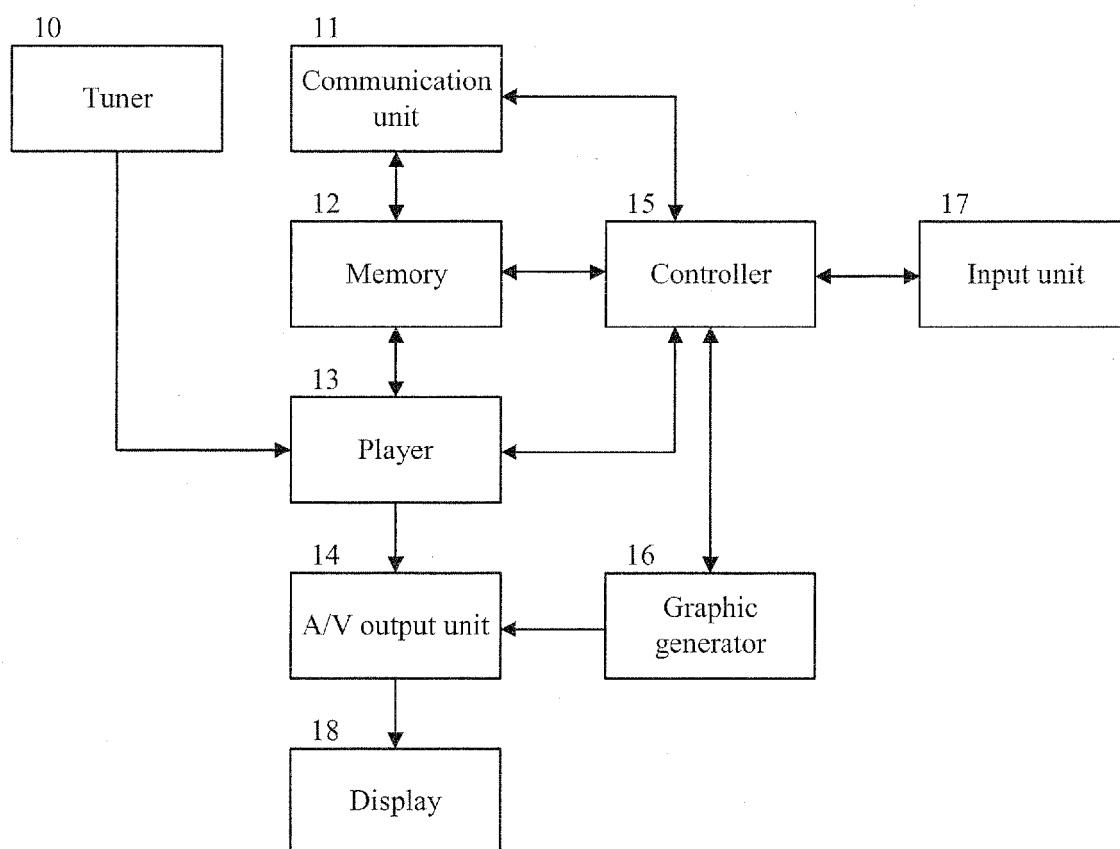 10
Tuner
11
Communication
unit
12
Memory
15
Controller
17
Input unit
13
Player
14
A/V output unit
16
Graphic
generator
18
Display